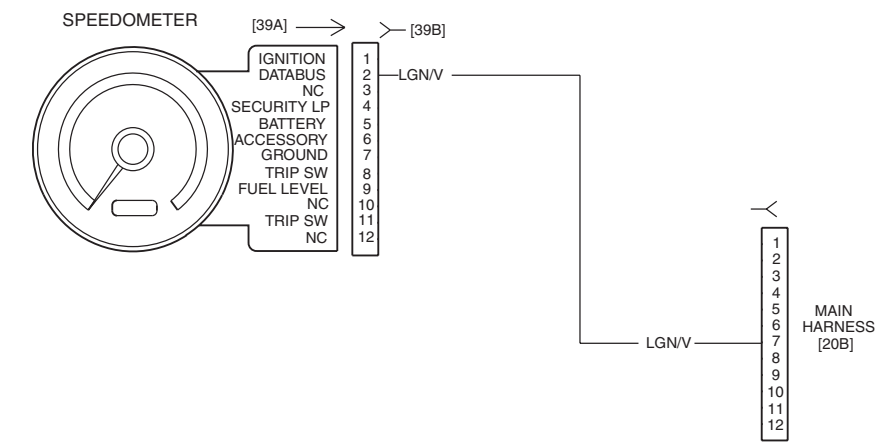 SPEEDOMETER
[39A]
[39B]
IGNITION 1
DATABUS 2 LGN/V
NC 3
SECURITY LP 4
BATTERY 5
ACCESSORY 6
GROUND 7
TRIP SW 8
FUEL LEVEL 9
NC 10
TRIP SW 11
NC 12
1
2
3
4
5
6
LGN/V 7
8
9
10
11
12
MAIN
HARNESS
[20B]